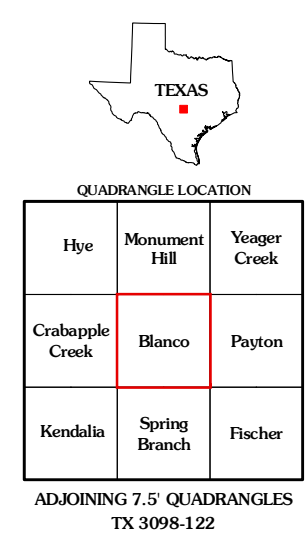 TEXAS
QUADRANGLE LOCATION
Hye
Monument
Hill
Yeager
Creek
Crabapple
Creek
Blanco
Payton
Kendalia
Spring
Branch
Fischer
ADJOINING 7.5' QUADRANGLES
TX 3098-122